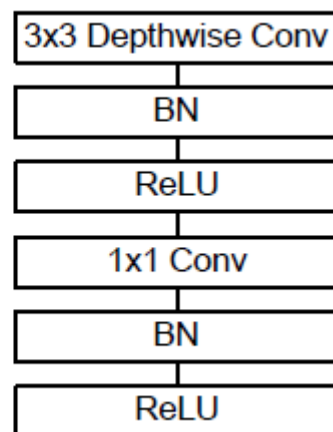 3x3 Depthwise Conv
BN
ReLU
1x1 Conv
BN
ReLU